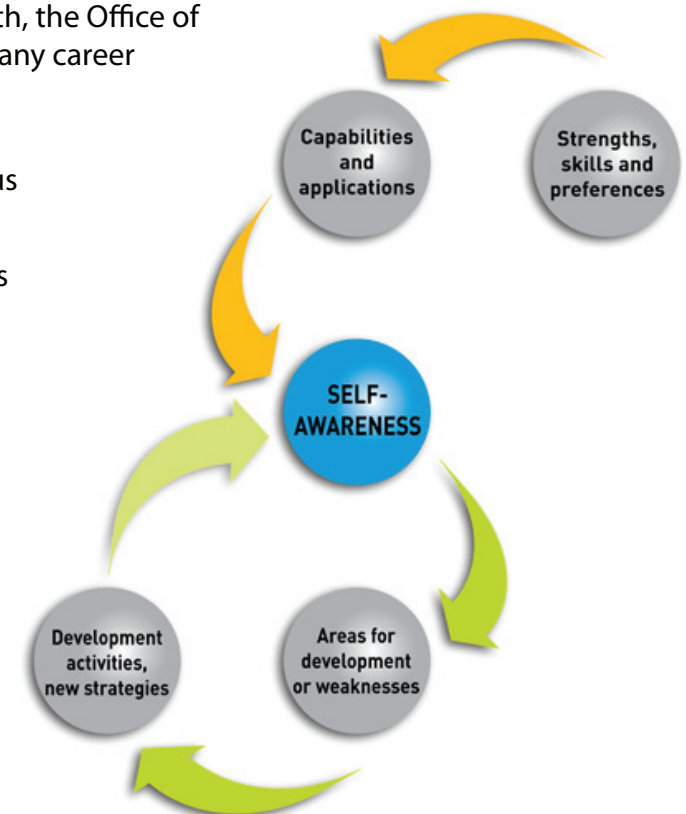 th, the Office of
any career
us
s
Capabilities
and
applications
Strengths,
skills and
preferences
SELF-
AWARENESS
Development
activities,
new strategies
Areas for
development
or weaknesses